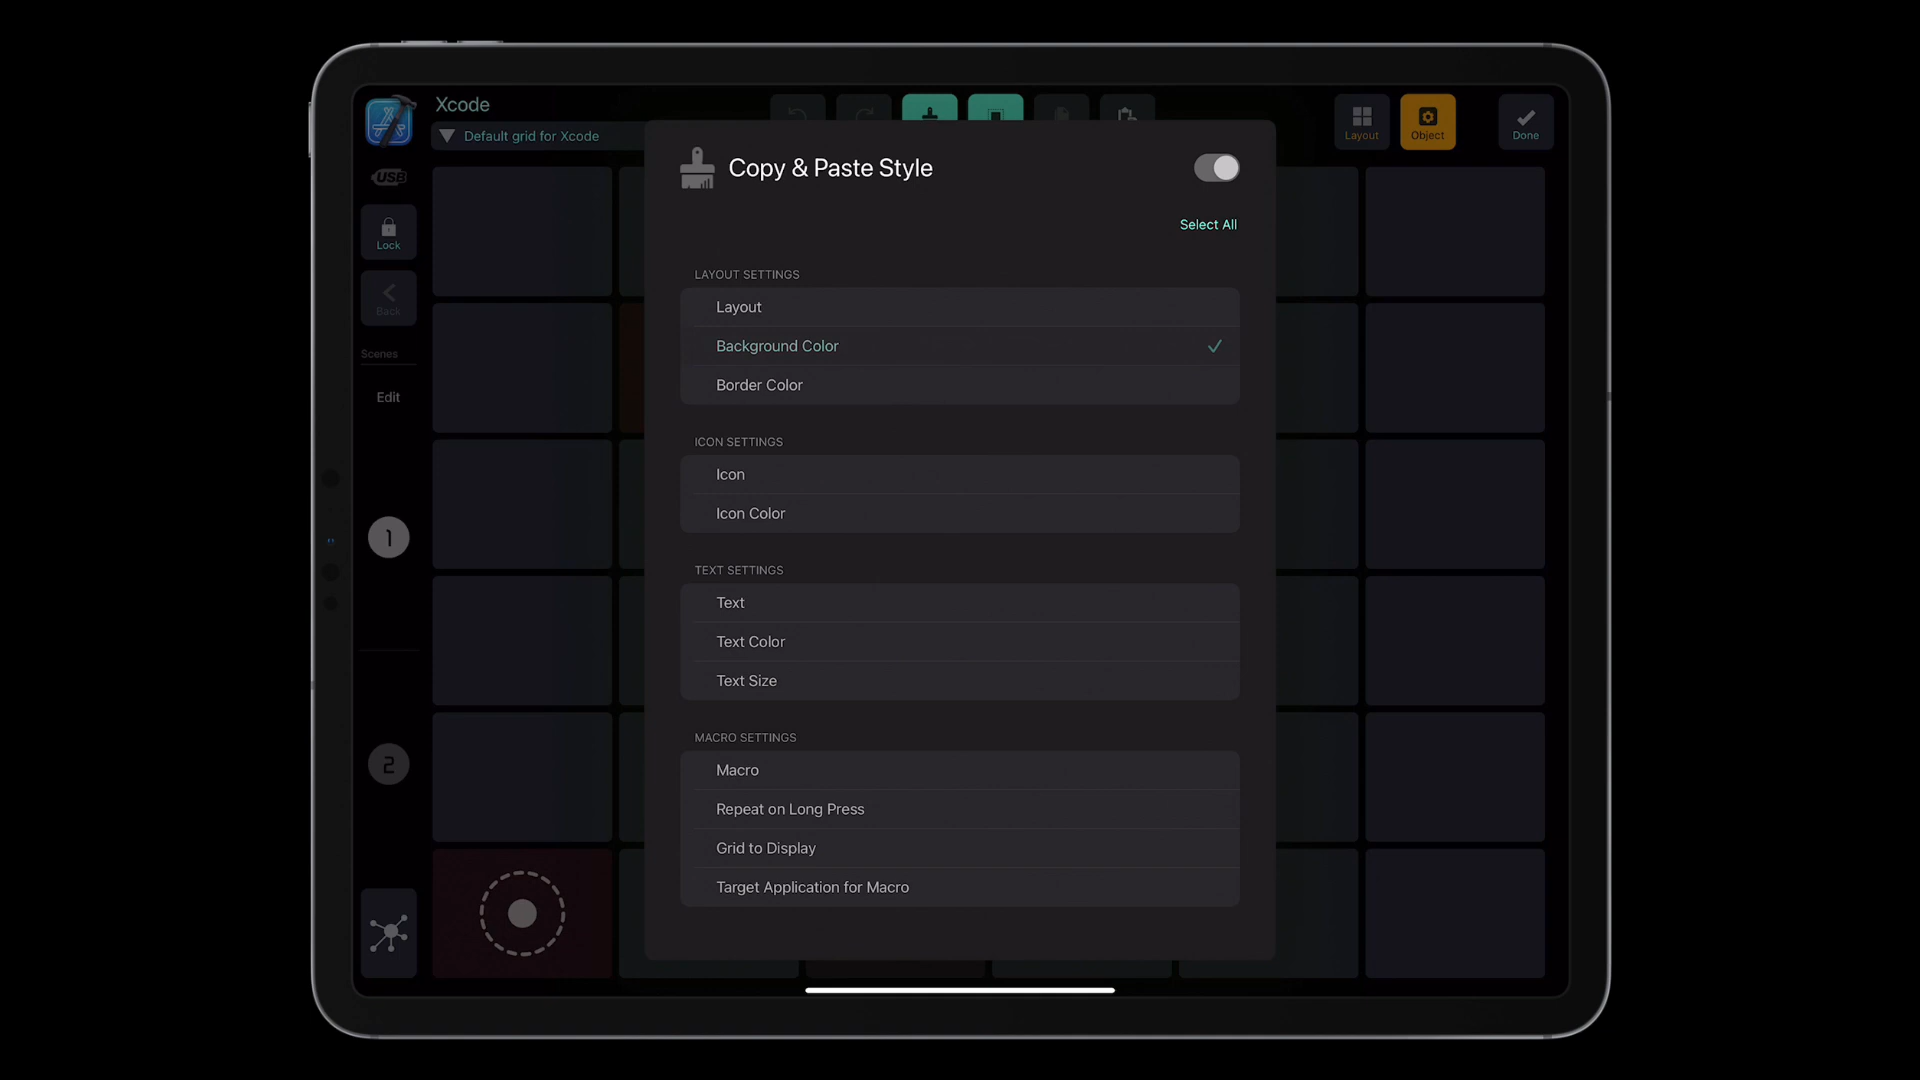 Xcode
Default grid for Xcode
Layout
Object
Done
USB
Lock
Back
Scenes
Edit
1
2
Copy & Paste Style
Select All
LAYOUT SETTINGS
Layout
Background Color
Border Color
ICON SETTINGS
Icon
Icon Color
TEXT SETTINGS
Text
Text Color
Text Size
MACRO SETTINGS
Macro
Repeat on Long Press
Grid to Display
Target Application for Macro